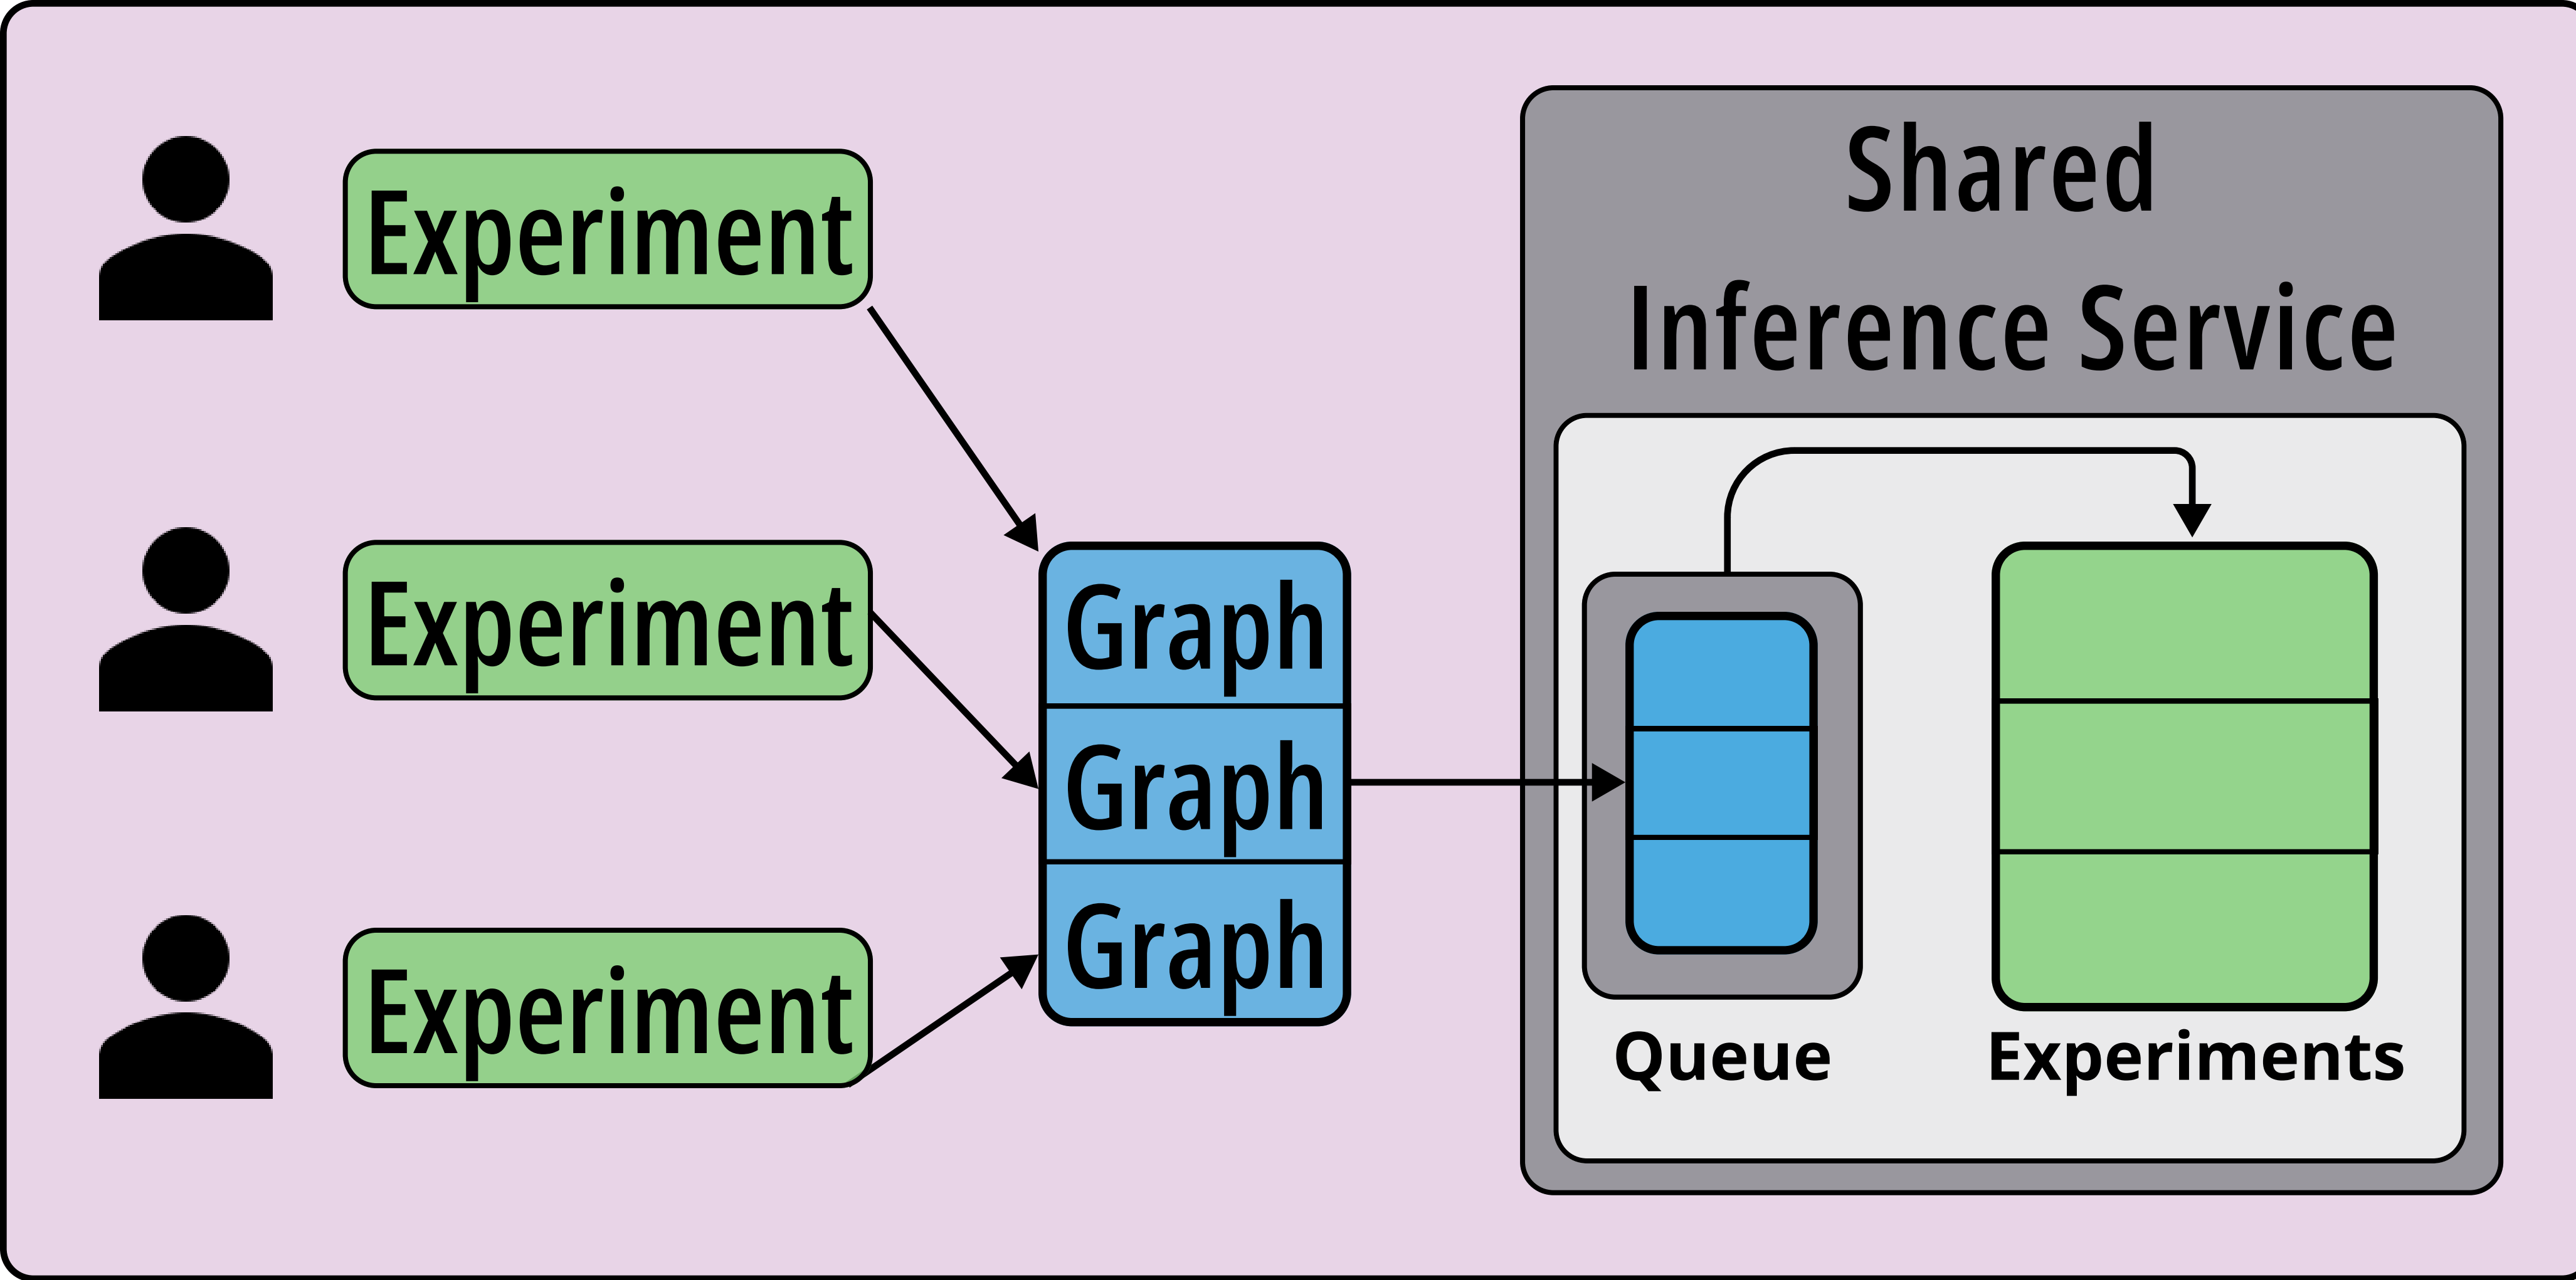 Experiment
Experiment
Experiment
Graph
Graph
Graph
Shared
Inference Service
Queue
Experiments